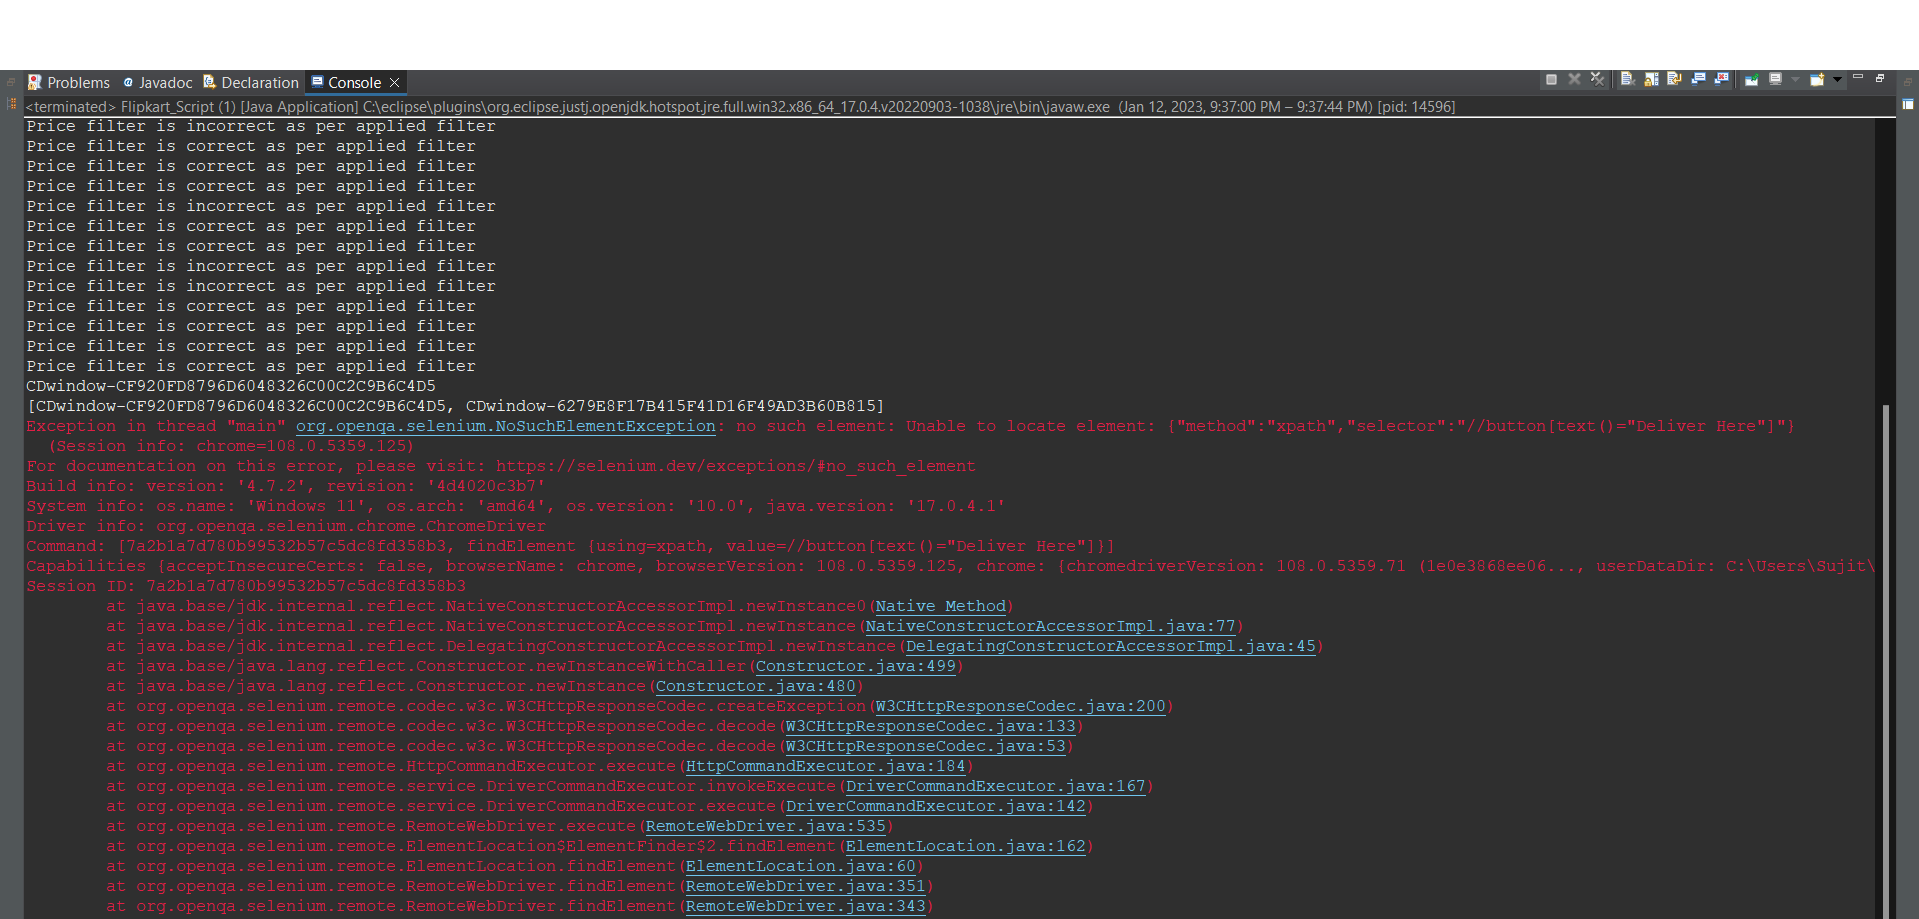 Problems @ Javadoc Declaration Console
<terminated> Flipkart_Script (1) [Java Application] C:\eclipse\plugins\org.eclipse.justj.openjdk.hotspot.jre.full.win32.x86_64_17.0.4.v20220903-1038\jre\bin\javaw.exe (Jan 12, 2023, 9:37:00 PM – 9:37:44 PM) [pid: 14596]
Price filter is incorrect as per applied filter
Price filter is correct as per applied filter
Price filter is correct as per applied filter
Price filter is correct as per applied filter
Price filter is incorrect as per applied filter
Price filter is correct as per applied filter
Price filter is correct as per applied filter
Price filter is incorrect as per applied filter
Price filter is incorrect as per applied filter
Price filter is correct as per applied filter
Price filter is correct as per applied filter
Price filter is correct as per applied filter
Price filter is correct as per applied filter
CDwindow-CF920FD8796D6048326C00C2C9B6C4D5
[CDwindow-CF920FD8796D6048326C00C2C9B6C4D5, CDwindow-6279E8F17B415F41D16F49AD3B60B815]
Exception in thread "main" org.openqa.selenium.NoSuchElementException: no such element: Unable to locate element: {"method":"xpath","selector":"//button[text()="Deliver Here"]"}
(Session info: chrome=108.0.5359.125)
For documentation on this error, please visit: https://selenium.dev/exceptions/#no_such_element
Build info: version: '4.7.2', revision: '4d4020c3b7'
System info: os.name: 'Windows 11', os.arch: 'amd64', os.version: '10.0', java.version: '17.0.4.1'
Driver info: org.openqa.selenium.chrome.ChromeDriver
Command: [7a2b1a7d780b99532b57c5dc8fd358b3, findElement {using=xpath, value=//button[text()="Deliver Here"]}]
Capabilities {acceptInsecureCerts: false, browserName: chrome, browserVersion: 108.0.5359.125, chrome: {chromedriverVersion: 108.0.5359.71 (1e0e3868ee06..., userDataDir: C:\Users\Sujit\
Session ID: 7a2b1a7d780b99532b57c5dc8fd358b3
at java.base/jdk.internal.reflect.NativeConstructorAccessorImpl.newInstance0(Native Method)
at java.base/jdk.internal.reflect.NativeConstructorAccessorImpl.newInstance(NativeConstructorAccessorImpl.java:77)
at java.base/jdk.internal.reflect.DelegatingConstructorAccessorImpl.newInstance(DelegatingConstructorAccessorImpl.java:45)
at java.base/java.lang.reflect.Constructor.newInstanceWithCaller(Constructor.java:499)
at java.base/java.lang.reflect.Constructor.newInstance(Constructor.java:480)
at org.openqa.selenium.remote.codec.w3c.W3CHttpResponseCodec.createException(W3CHttpResponseCodec.java:200)
at org.openqa.selenium.remote.codec.w3c.W3CHttpResponseCodec.decode(W3CHttpResponseCodec.java:133)
at org.openqa.selenium.remote.codec.w3c.W3CHttpResponseCodec.decode(W3CHttpResponseCodec.java:53)
at org.openqa.selenium.remote.HttpCommandExecutor.execute(HttpCommandExecutor.java:184)
at org.openqa.selenium.remote.service.DriverCommandExecutor.invokeExecute(DriverCommandExecutor.java:167)
at org.openqa.selenium.remote.service.DriverCommandExecutor.execute(DriverCommandExecutor.java:142)
at org.openqa.selenium.remote.RemoteWebDriver.execute(RemoteWebDriver.java:535)
at org.openqa.selenium.remote.ElementLocation$ElementFinder$2.findElement(ElementLocation.java:162)
at org.openqa.selenium.remote.ElementLocation.findElement(ElementLocation.java:60)
at org.openqa.selenium.remote.RemoteWebDriver.findElement(RemoteWebDriver.java:351)
at org.openqa.selenium.remote.RemoteWebDriver.findElement(RemoteWebDriver.java:343)